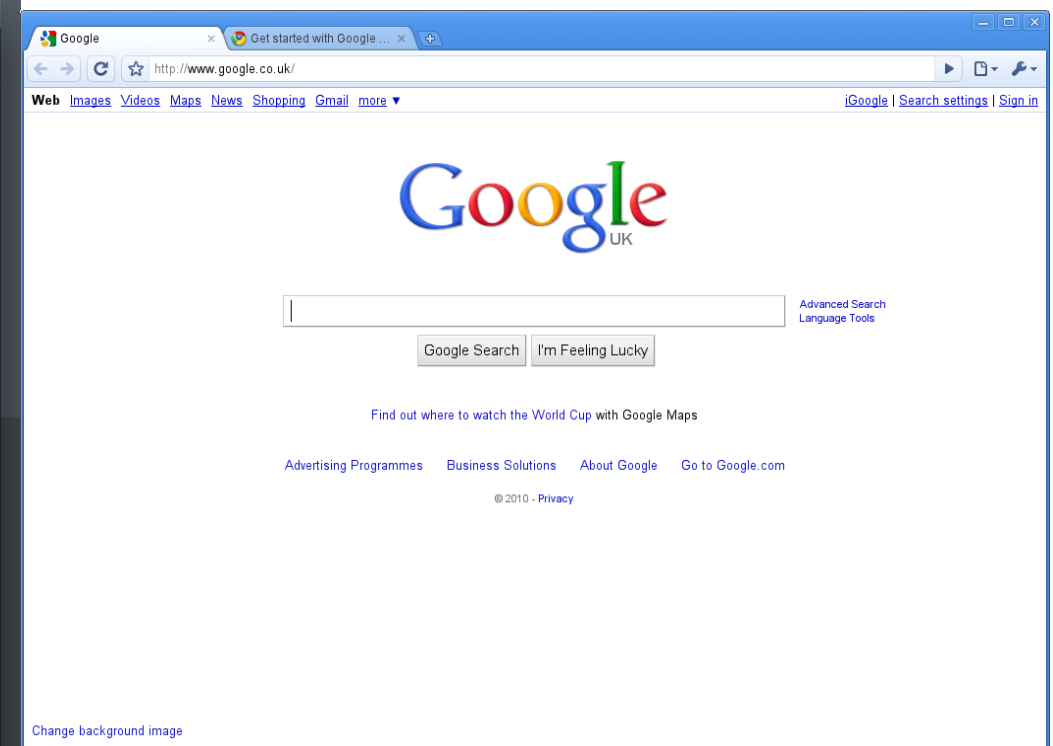 Google
Get started with Google ...
http://www.google.co.uk/
Web Images Videos Maps News Shopping Gmail more ▼
iGoogle | Search settings | Sign in
Google
UK
Advanced Search
Language Tools
Google Search I'm Feeling Lucky
Find out where to watch the World Cup with Google Maps
Advertising Programmes Business Solutions About Google Go to Google.com
© 2010 - Privacy
Change background image